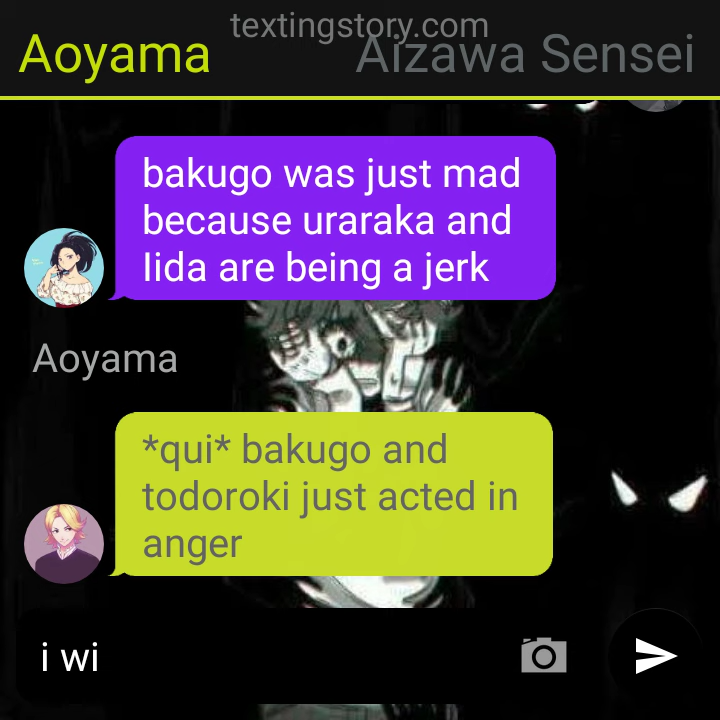 textingstory.com
Aoyama Aizawa Sensei
bakugo was just mad
because uraraka and
Iida are being a jerk
Aoyama
*qui* bakugo and
todoroki just acted in
anger
i wi